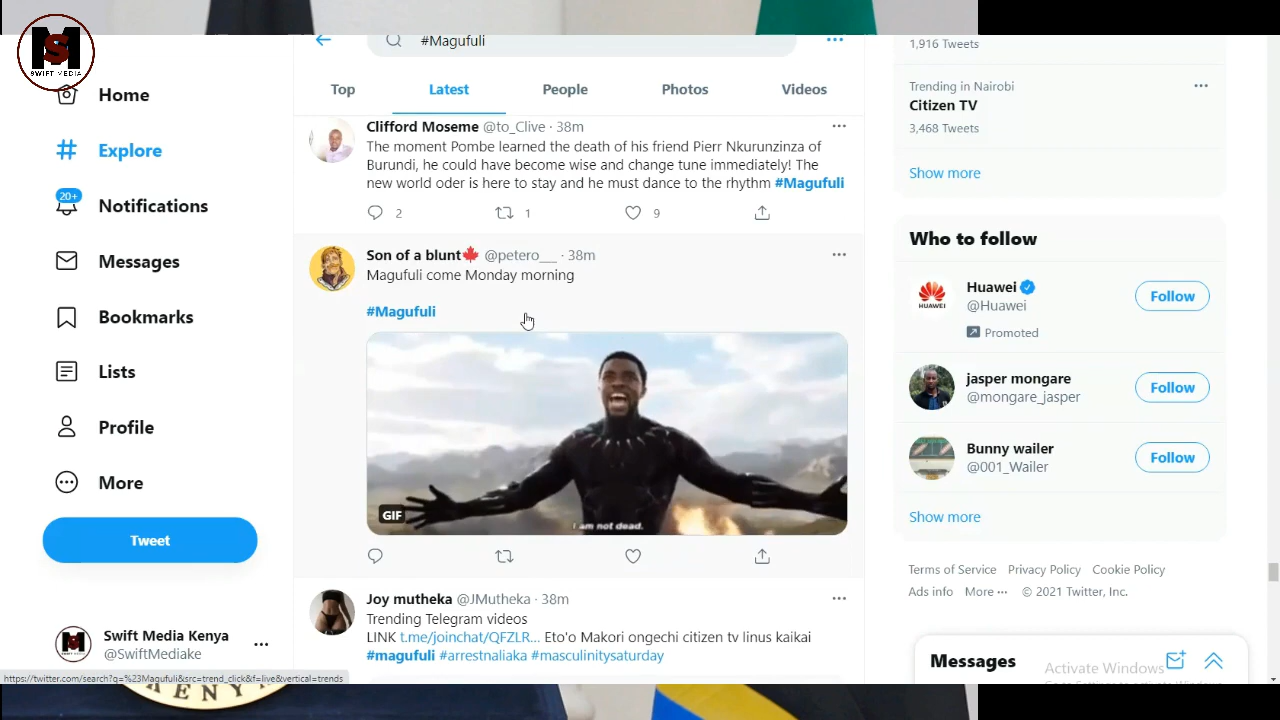 M
S
SWIFT MEDIA
#Magufuli
Home
Explore
20+
Notifications
Messages
Bookmarks
Lists
Profile
More
Tweet
Swift Media Kenya
@SwiftMediake
https://twitter.com/search?q=%23Magufuli&src=trend_click&f=live&vertical=trends
Top Latest People Photos Videos
Clifford Moseme @to_Clive · 38m
The moment Pombe learned the death of his friend Pierr Nkurunzinza of
Burundi, he could have become wise and change tune immediately! The
new world oder is here to stay and he must dance to the rhythm #Magufuli
2 1 9
Son of a blunt @petero___ · 38m
Magufuli come Monday morning
#Magufuli
GIF
I am not dead.
Joy mutheka @JMutheka · 38m
Trending Telegram videos
LINK t.me/joinchat/QFZLR... Eto'o Makori ongechi citizen tv linus kaikai
#magufuli #arrestnaliaka #masculinitysaturday
1,916 Tweets
Trending in Nairobi
Citizen TV
3,468 Tweets
Show more
Who to follow
HUAWEI
Huawei
@Huawei
Follow
Promoted
jasper mongare
@mongare_jasper
Follow
Bunny wailer
@001_Wailer
Follow
Show more
Terms of Service Privacy Policy Cookie Policy
Ads info More ··· © 2021 Twitter, Inc.
Messages
Activate Windows
KENYA